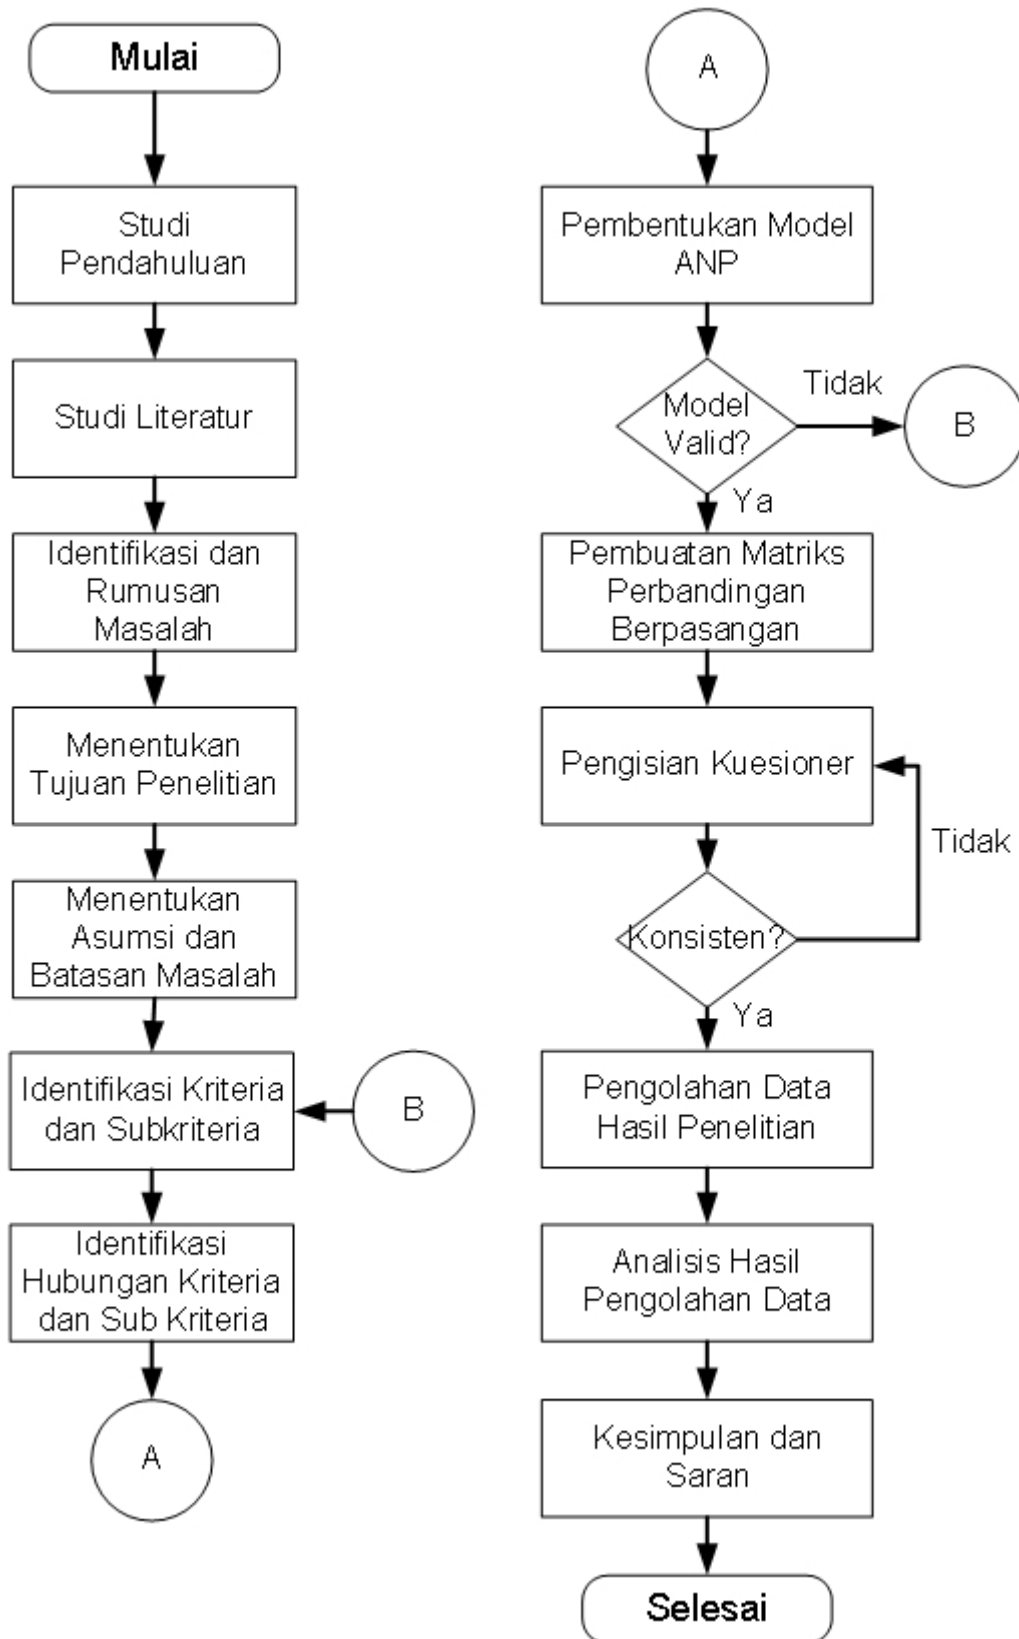 Mulai
Studi
Pendahuluan
Studi Literatur
Identifikasi dan
Rumusan
Masalah
Menentukan
Tujuan Penelitian
Menentukan
Asumsi dan
Batasan Masalah
Identifikasi Kriteria
dan Subkriteria
B
Identifikasi
Hubungan Kriteria
dan Sub Kriteria
A
A
Pembentukan Model
ANP
Model
Valid?
Tidak
B
Ya
Pembuatan Matriks
Perbandingan
Berpasangan
Pengisian Kuesioner
Tidak
Konsisten?
Ya
Pengolahan Data
Hasil Penelitian
Analisis Hasil
Pengolahan Data
Kesimpulan dan
Saran
Selesai